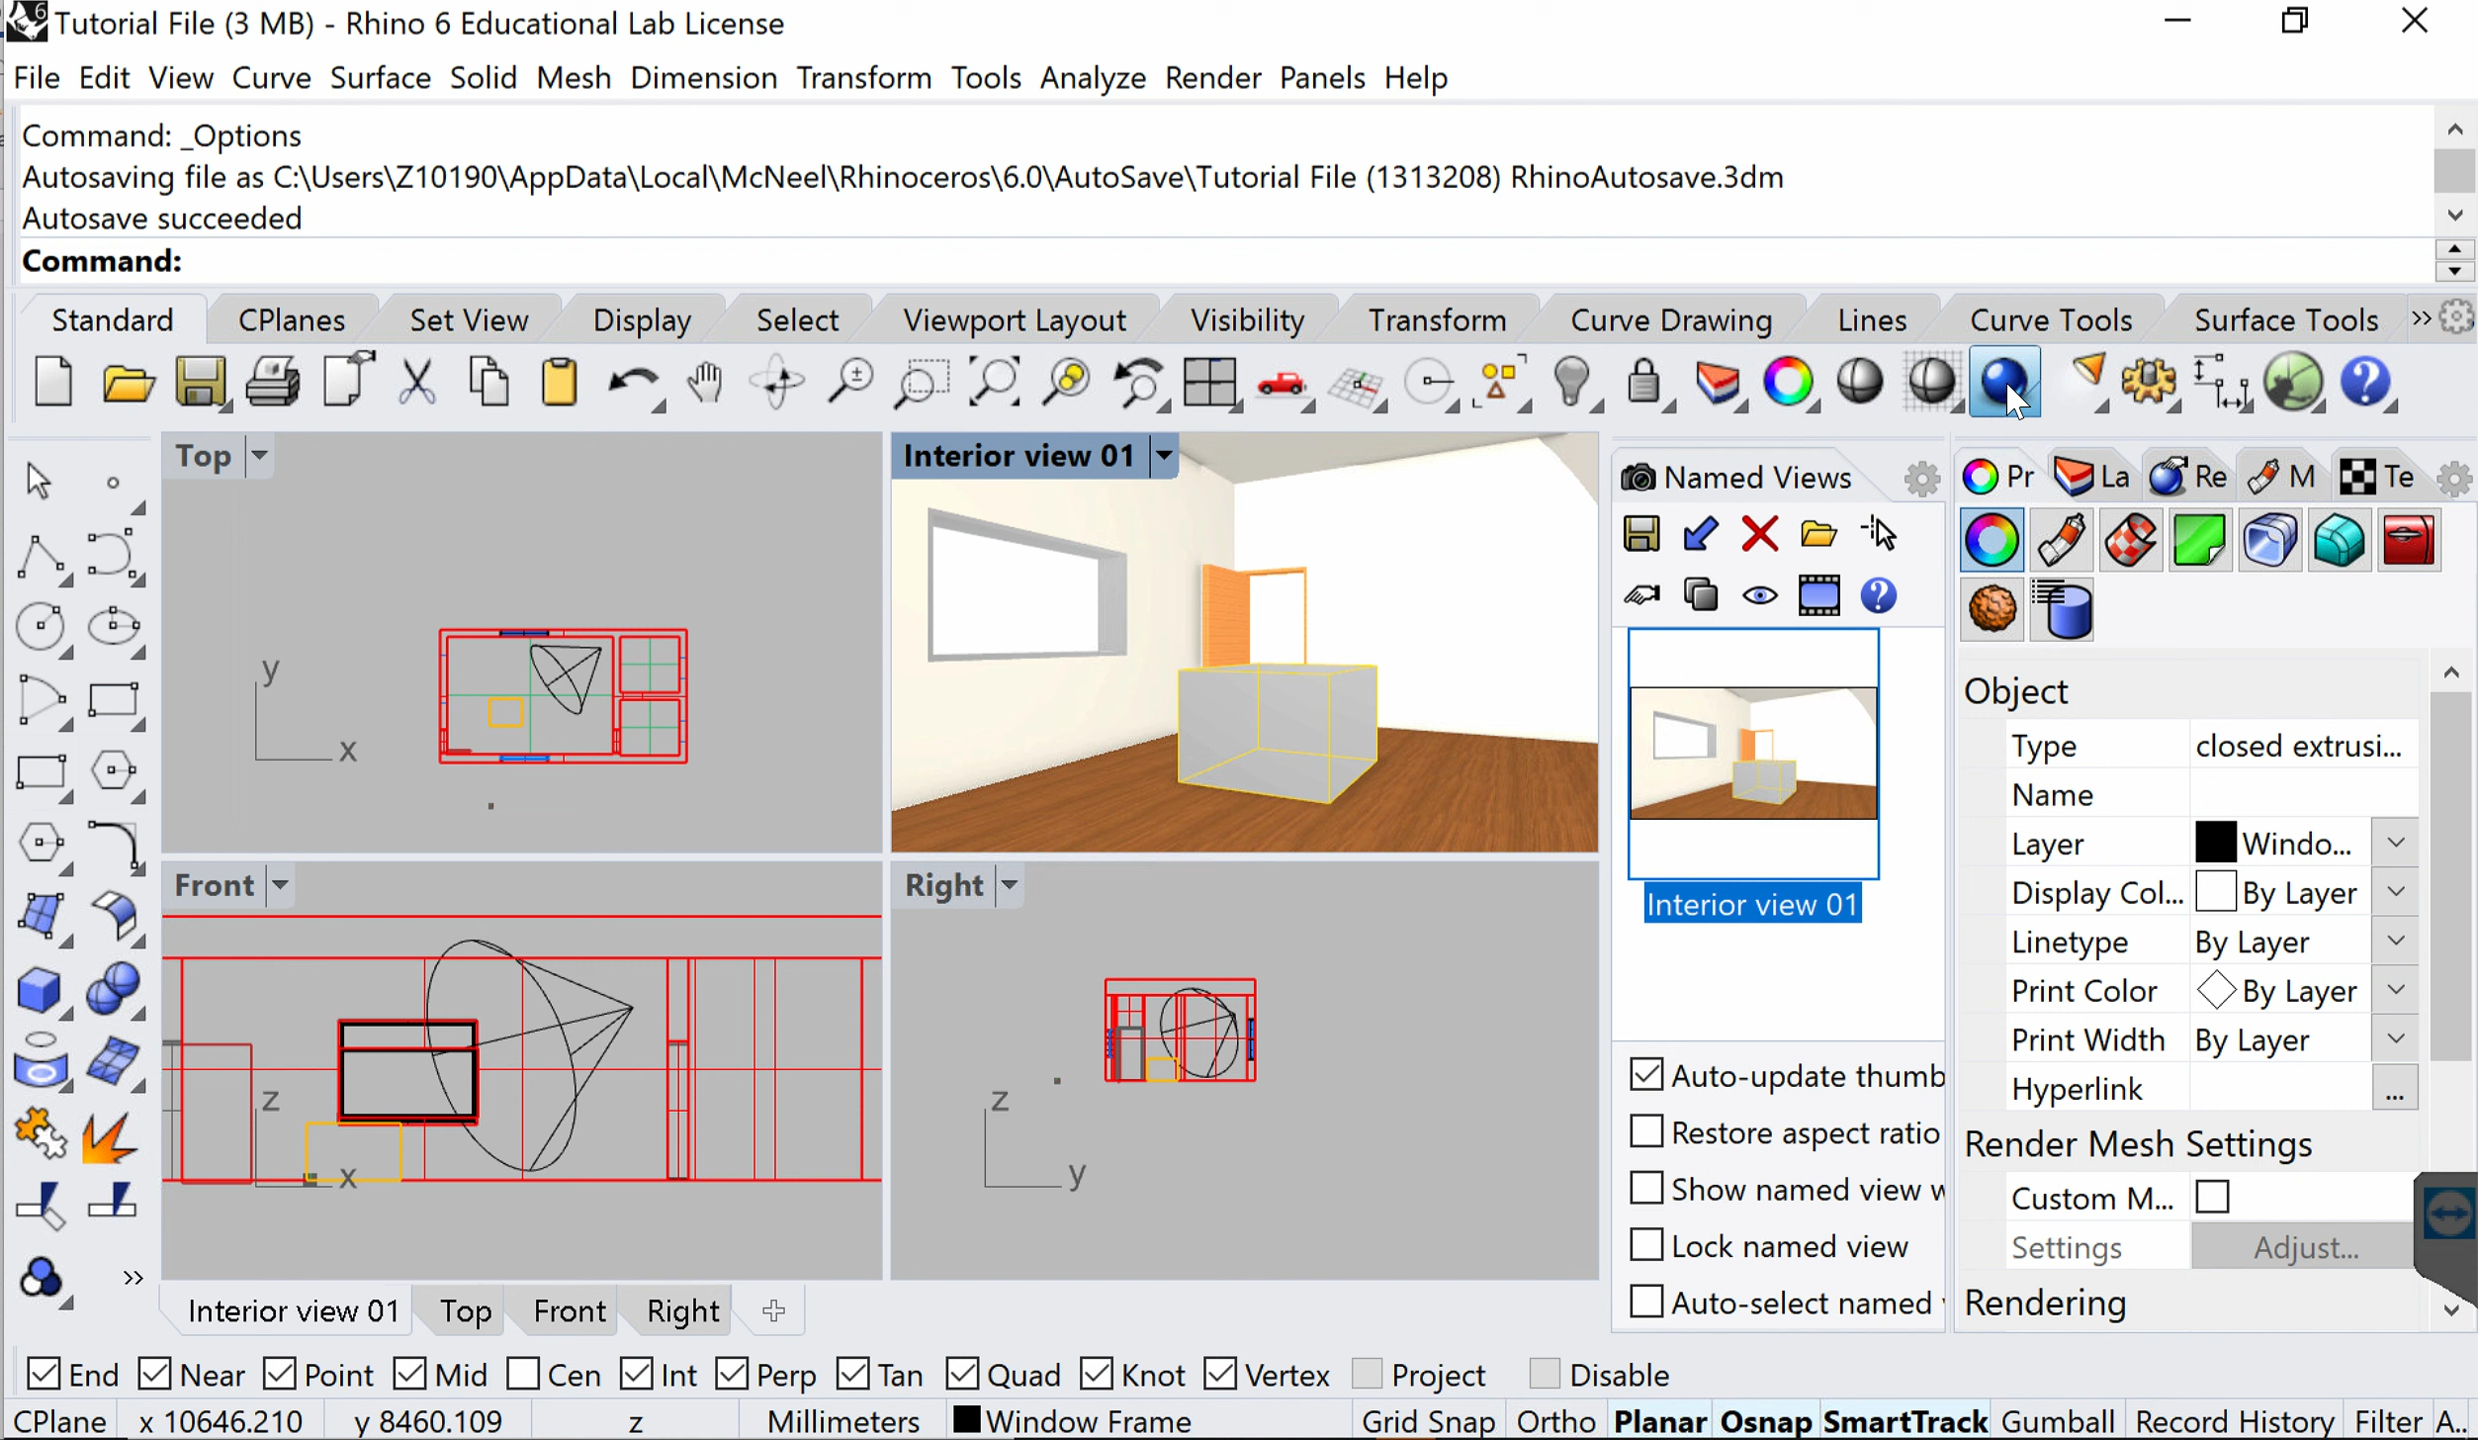 Tutorial File (3 MB) - Rhino 6 Educational Lab License
File Edit View Curve Surface Solid Mesh Dimension Transform Tools Analyze Render Panels Help
Command: _Options
Autosaving file as C:\Users\Z10190\AppData\Local\McNeel\Rhinoceros\6.0\AutoSave\Tutorial File (1313208) RhinoAutosave.3dm
Autosave succeeded
Command:
Standard CPlanes Set View Display Select Viewport Layout Visibility Transform Curve Drawing Lines Curve Tools Surface Tools »
Top
y
x
Interior view 01
Front
z
x
Right
z
y
Named Views
Interior view 01
Auto-update thumb
Restore aspect ratio
Show named view w
Lock named view
Auto-select named
Pr La Re M Te
Object
Type closed extrusi...
Name
Layer Windo...
Display Col... By Layer
Linetype By Layer
Print Color By Layer
Print Width By Layer
Hyperlink ...
Render Mesh Settings
Custom M...
Settings Adjust...
Rendering
»
Interior view 01 Top Front Right
End Near Point Mid Cen Int Perp Tan Quad Knot Vertex Project Disable
CPlane x 10646.210 y 8460.109 z Millimeters Window Frame Grid Snap Ortho Planar Osnap SmartTrack Gumball Record History Filter A..